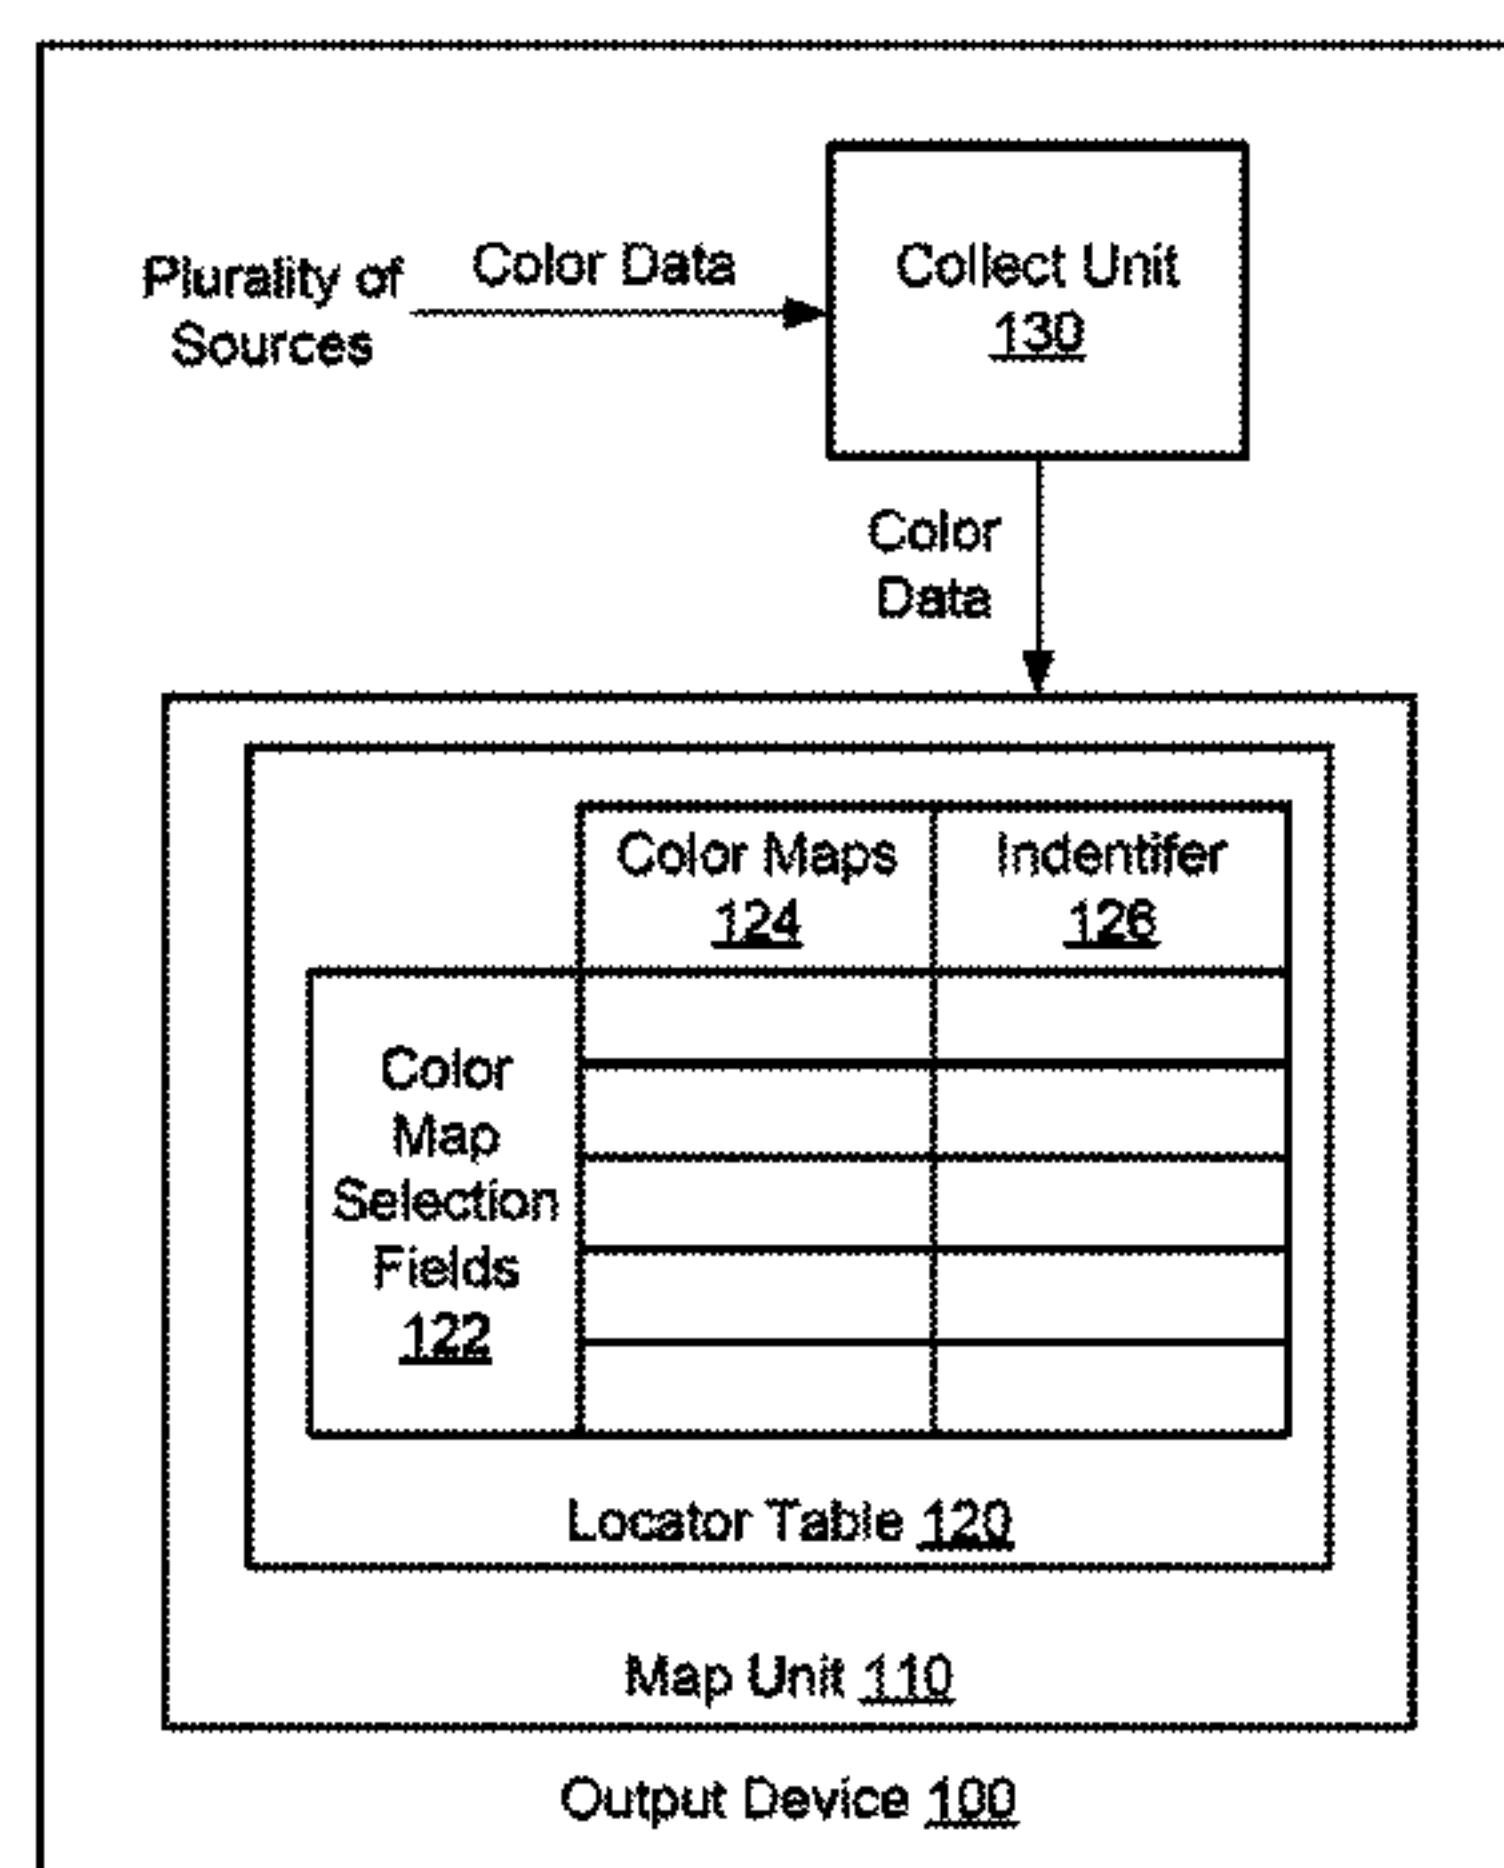 Plurality of
Sources
Color Data
Collect Unit
130
Color
Data
Color Maps
124
Indentifer
126
Color
Map
Selection
Fields
122
Locator Table 120
Map Unit 110
Output Device 100